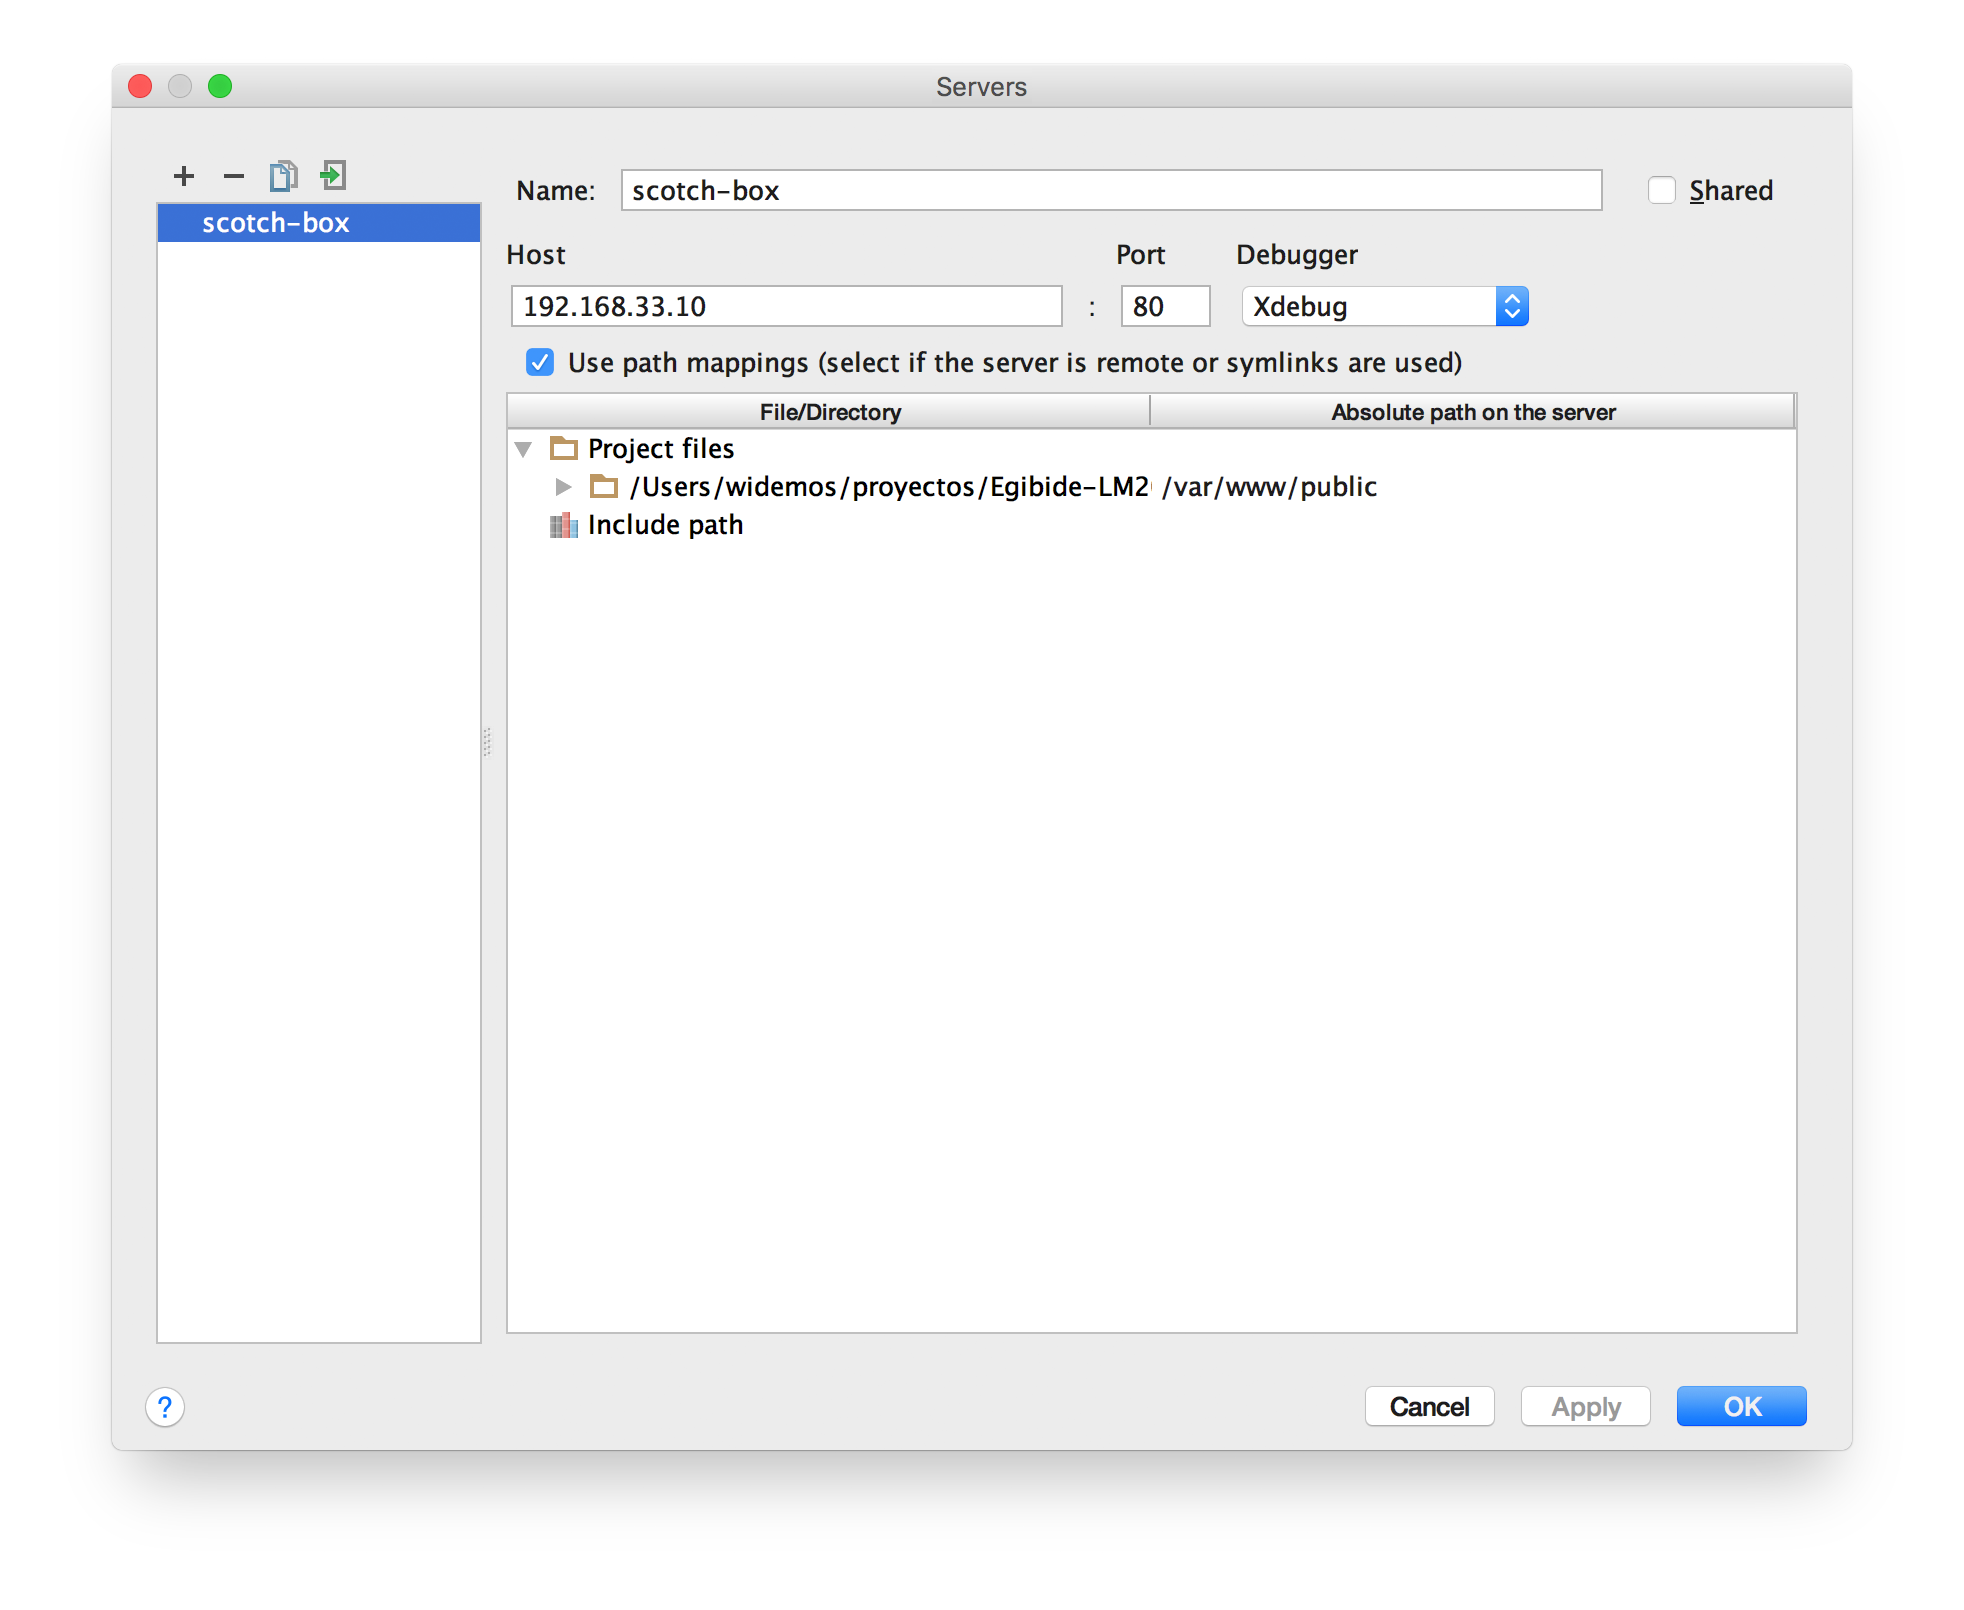 Servers
scotch-box
Name: scotch-box Shared
Host Port Debugger
192.168.33.10 : 80 Xdebug
Use path mappings (select if the server is remote or symlinks are used)
File/Directory Absolute path on the server
Project files
/Users/widemos/proyectos/Egibide-LM2 /var/www/public
Include path
? Cancel Apply OK